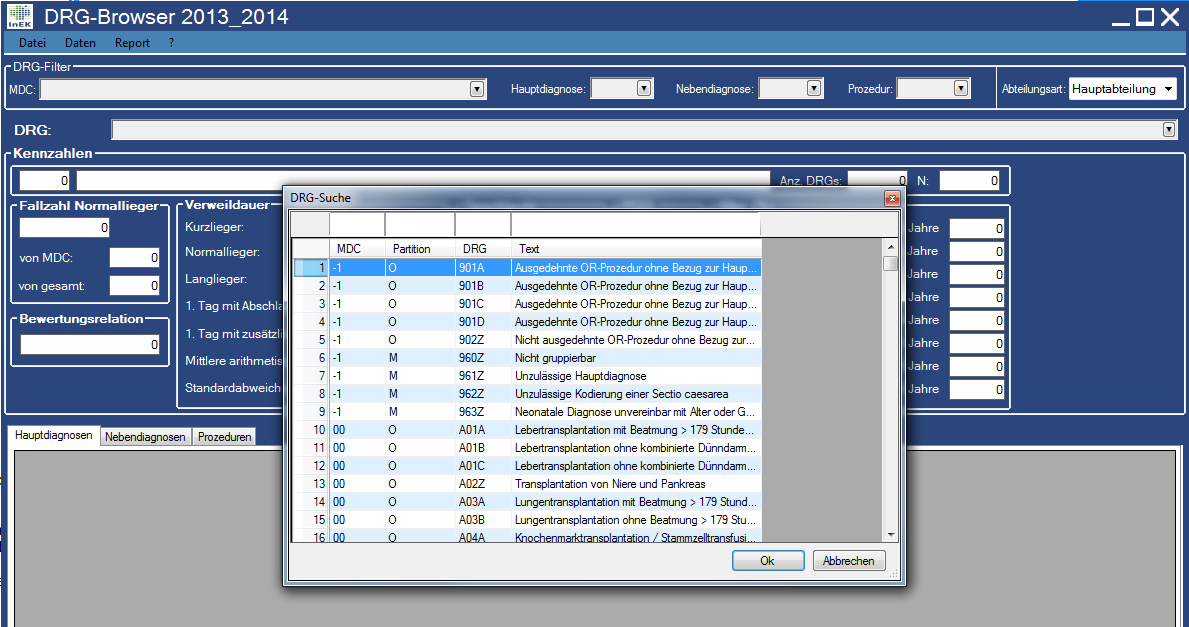 InEK DRG-Browser 2013_2014
Datei Daten Report ?
DRG-Filter
MDC: Hauptdiagnose: Nebendiagnose: Prozedur: Abteilungsart: Hauptabteilung
DRG:
Kennzahlen
0 Anz. DRGs: 0 N: 0
Fallzahl Normallieger
0
von MDC: 0
von gesamt: 0
Bewertungsrelation
0
Verweildauer
Kurzlieger:
Normallieger:
Langlieger:
1. Tag mit Abschla
1. Tag mit zusätzli
Mittlere arithmetis
Standardabweich
Jahre 0
Jahre 0
Jahre 0
Jahre 0
Jahre 0
Jahre 0
Jahre 0
Jahre 0
DRG-Suche
MDC Partition DRG Text
1 -1 O 901A Ausgedehnte OR-Prozedur ohne Bezug zur Haup...
2 -1 O 901B Ausgedehnte OR-Prozedur ohne Bezug zur Haup...
3 -1 O 901C Ausgedehnte OR-Prozedur ohne Bezug zur Haup...
4 -1 O 901D Ausgedehnte OR-Prozedur ohne Bezug zur Haup...
5 -1 O 902Z Nicht ausgedehnte OR-Prozedur ohne Bezug zur...
6 -1 M 960Z Nicht gruppierbar
7 -1 M 961Z Unzulässige Hauptdiagnose
8 -1 M 962Z Unzulässige Kodierung einer Sectio caesarea
9 -1 M 963Z Neonatale Diagnose unvereinbar mit Alter oder G...
10 00 O A01A Lebertransplantation mit Beatmung > 179 Stunde...
11 00 O A01B Lebertransplantation ohne kombinierte Dünndarm...
12 00 O A01C Lebertransplantation ohne kombinierte Dünndarm...
13 00 O A02Z Transplantation von Niere und Pankreas
14 00 O A03A Lungentransplantation mit Beatmung > 179 Stund...
15 00 O A03B Lungentransplantation ohne Beatmung > 179 Stu...
16 00 O A04A Knochenmarktransplantation / Stammzelltransfusi...
Ok Abbrechen
Hauptdiagnosen Nebendiagnosen Prozeduren